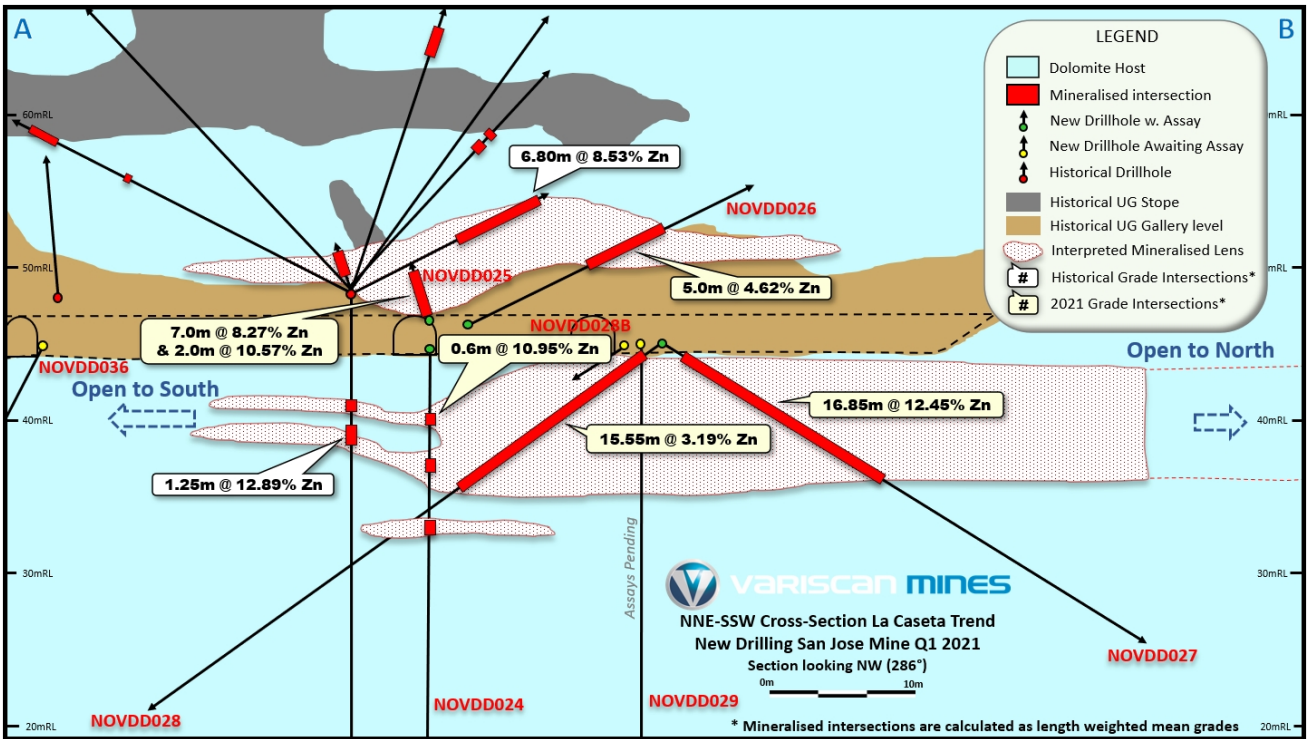 A
B
LEGEND
Dolomite Host
Mineralised intersection
New Drillhole w. Assay
New Drillhole Awaiting Assay
Historical Drillhole
Historical UG Stope
Historical UG Gallery level
Interpreted Mineralised Lens
# Historical Grade Intersections*
# 2021 Grade Intersections*
60mRL
mRL
6.80m @ 8.53% Zn
NOVDD026
50mRL
mRL
NOVDD025
5.0m @ 4.62% Zn
7.0m @ 8.27% Zn
& 2.0m @ 10.57% Zn
NOVDD028B
0.6m @ 10.95% Zn
NOVDD036
Open to South
Open to North
16.85m @ 12.45% Zn
40mRL
40mRL
15.55m @ 3.19% Zn
1.25m @ 12.89% Zn
Assays Pending
30mRL
30mRL
VARISCAN MINES
NNE-SSW Cross-Section La Caseta Trend
New Drilling San Jose Mine Q1 2021
Section looking NW (286°)
0m
10m
NOVDD027
NOVDD028
NOVDD024
NOVDD029
20mRL
* Mineralised intersections are calculated as length weighted mean grades
20mRL